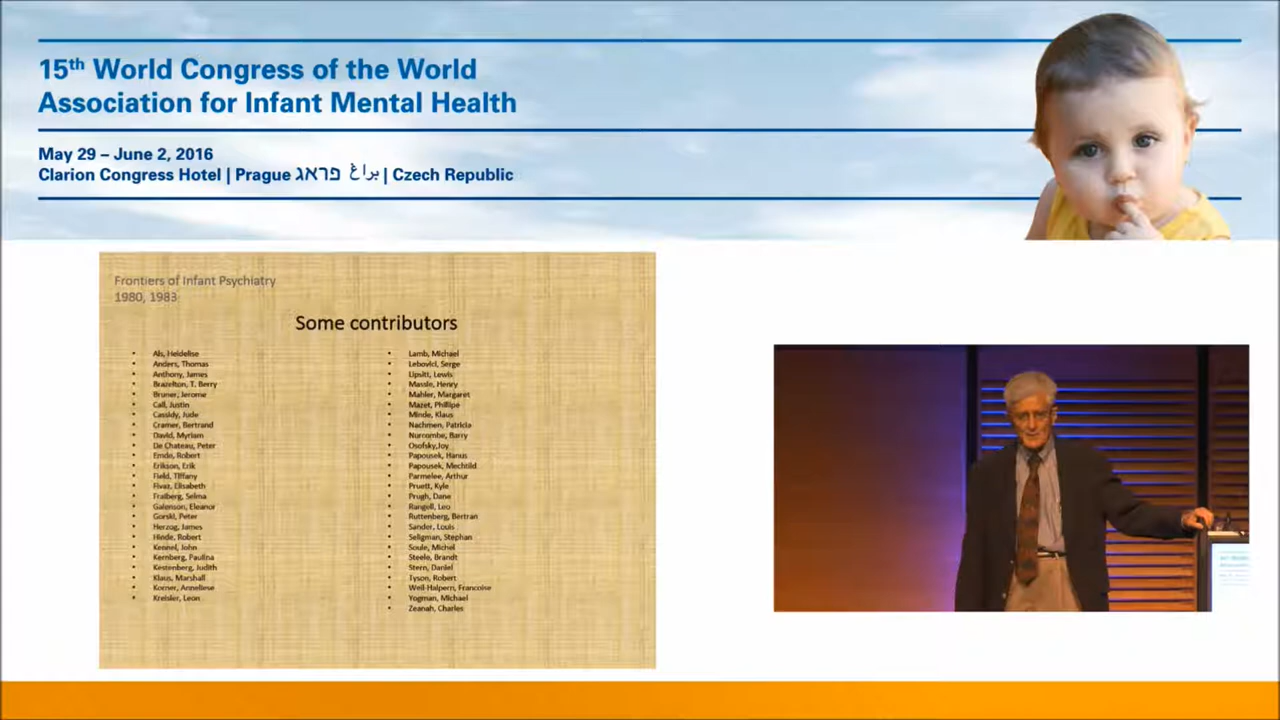 15th World Congress of the World
Association for Infant Mental Health
May 29 – June 2, 2016
Clarion Congress Hotel | Prague פראג براغ | Czech Republic
Frontiers of Infant Psychiatry
1980, 1983
Some contributors
• Als, Heidelise
• Anders, Thomas
• Anthony, James
• Brazelton, T. Berry
• Bruner, Jerome
• Call, Justin
• Cassidy, Jude
• Cramer, Bertrand
• David, Myriam
• De Chateau, Peter
• Emde, Robert
• Erikson, Erik
• Field, Tiffany
• Fivaz, Elisabeth
• Fraiberg, Selma
• Galenson, Eleanor
• Gorski, Peter
• Herzog, James
• Hinde, Robert
• Kennel, John
• Kernberg, Paulina
• Kestenberg, Judith
• Klaus, Marshall
• Korner, Anneliese
• Kreisler, Leon
• Lamb, Michael
• Lebovici, Serge
• Lipsitt, Lewis
• Massie, Henry
• Mahler, Margaret
• Mazet, Phillipe
• Minde, Klaus
• Nachmen, Patricia
• Nurcombe, Barry
• Osofsky,Joy
• Papousek, Hanus
• Papousek, Mechtild
• Parmelee, Arthur
• Pruett, Kyle
• Prugh, Dane
• Rangell, Leo
• Ruttenberg, Bertran
• Sander, Louis
• Seligman, Stephan
• Soule, Michel
• Steele, Brandt
• Stern, Daniel
• Tyson, Robert
• Weil-Halpern, Francoise
• Yogman, Michael
• Zeanah, Charles